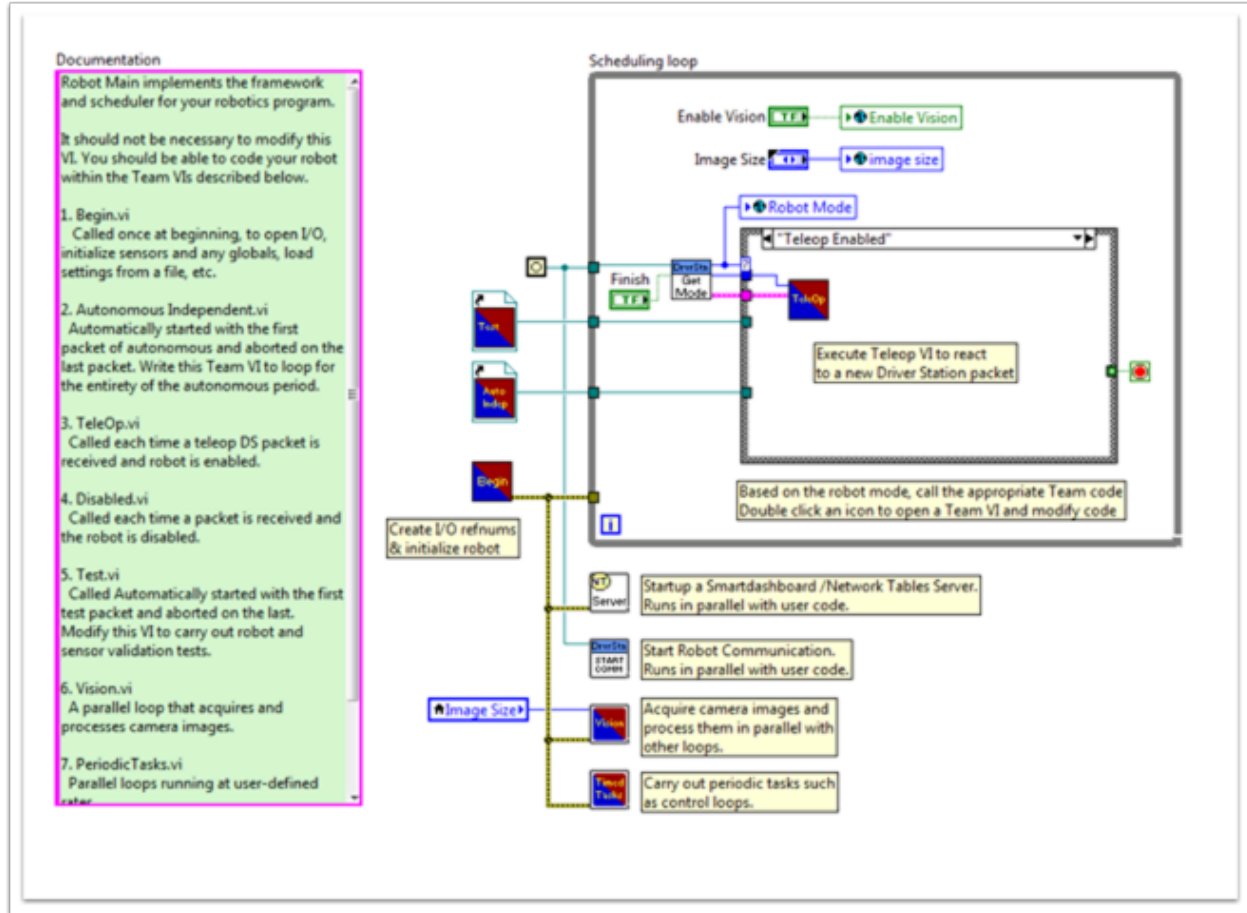 Documentation
Robot Main implements the framework
and scheduler for your robotics program.
It should not be necessary to modify this
VI. You should be able to code your robot
within the Team VIs described below.
1. Begin.vi
Called once at beginning, to open I/O,
initialize sensors and any globals, load
settings from a file, etc.
2. Autonomous Independent.vi
Automatically started with the first
packet of autonomous and aborted on the
last packet. Write this Team VI to loop for
the entirety of the autonomous period.
3. TeleOp.vi
Called each time a teleop DS packet is
received and robot is enabled.
4. Disabled.vi
Called each time a packet is received and
the robot is disabled.
5. Test.vi
Called Automatically started with the first
test packet and aborted on the last.
Modify this VI to carry out robot and
sensor validation tests.
6. Vision.vi
A parallel loop that acquires and
processes camera images.
7. PeriodicTasks.vi
Parallel loops running at user-defined
Scheduling loop
Enable Vision
TF
Enable Vision
Image Size
image size
Robot Mode
"Teleop Enabled"
Finish
TF
Get
Mode
?
TeleOp
Test
Auto
Indep
Execute Teleop VI to react
to a new Driver Station packet
Begin
Create I/O refnums
& initialize robot
i
Based on the robot mode, call the appropriate Team code
Double click an icon to open a Team VI and modify code
NT
Server
Startup a Smartdashboard /Network Tables Server.
Runs in parallel with user code.
START
COMM
Start Robot Communication.
Runs in parallel with user code.
Image Size
Vision
Acquire camera images and
process them in parallel with
other loops.
Timed
Tasks
Carry out periodic tasks such
as control loops.